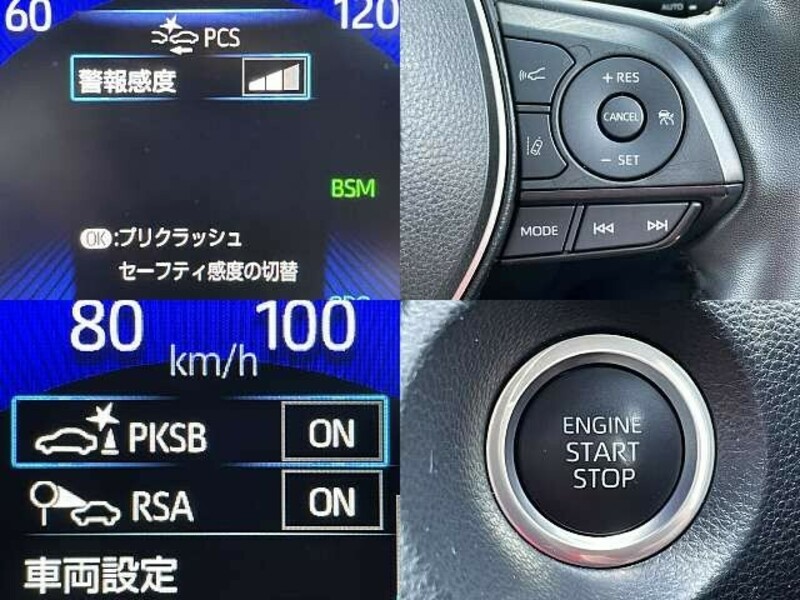 60
120
PCS
警報感度
BSM
OK:プリクラッシュ
セーフティ感度の切替
AUTO
+ RES
CANCEL
− SET
MODE
80
100
km/h
PKSB ON
RSA ON
車両設定
ENGINE
START
STOP